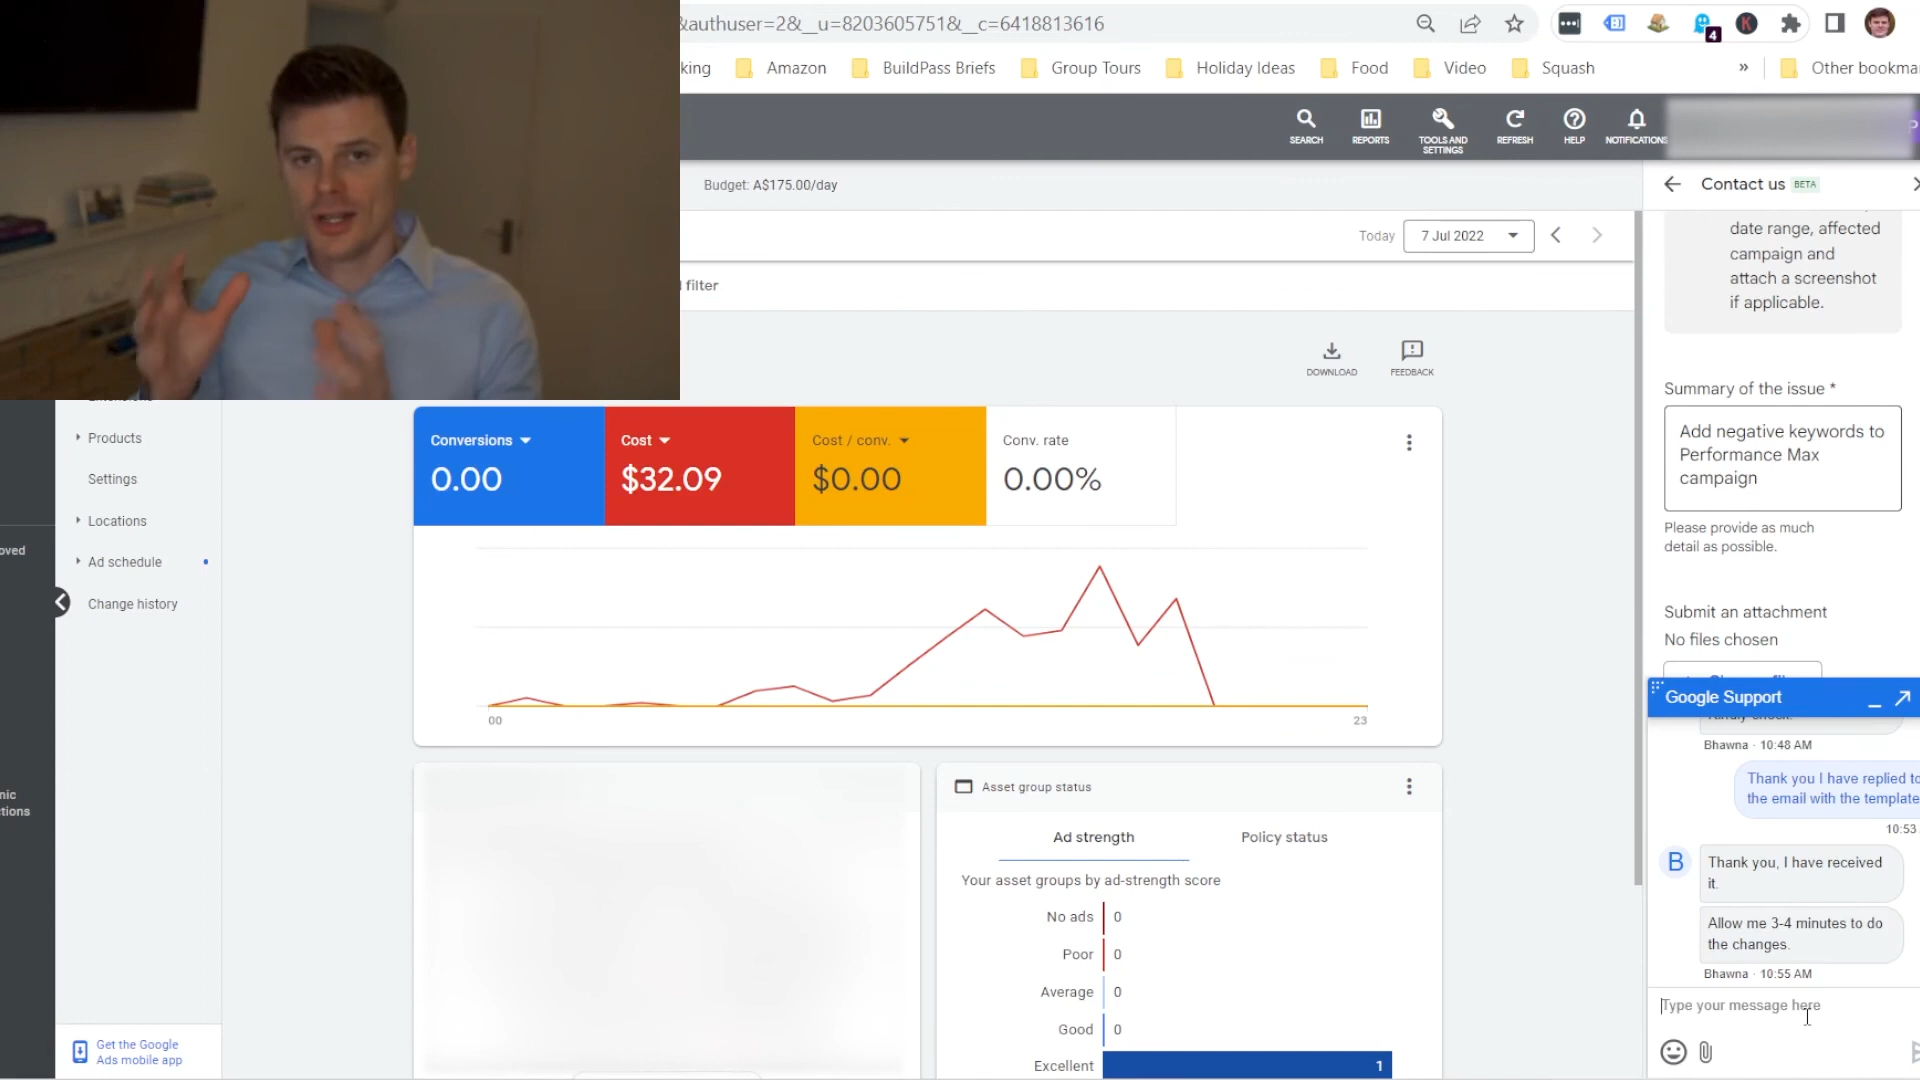 &authuser=2&__u=8203605751&__c=6418813616
4
king
Amazon
BuildPass Briefs
Group Tours
Holiday Ideas
Food
Video
Squash
»
Other bookma
SEARCH
REPORTS
TOOLS AND
SETTINGS
REFRESH
HELP
NOTIFICATIONS
Budget: A$175.00/day
Today
7 Jul 2022
filter
DOWNLOAD
FEEDBACK
Contact us BETA
date range, affected
campaign and
attach a screenshot
if applicable.
Summary of the issue *
Add negative keywords to
Performance Max
campaign
Please provide as much
detail as possible.
Submit an attachment
No files chosen
Products
Settings
Locations
Ad schedule
Change history
oved
nic
ctions
Get the Google
Ads mobile app
Conversions
0.00
Cost
$32.09
Cost / conv.
$0.00
Conv. rate
0.00%
00
23
Asset group status
Ad strength
Policy status
Your asset groups by ad-strength score
No ads 0
Poor 0
Average 0
Good 0
Excellent 1
Google Support
Bhawna · 10:48 AM
Thank you I have replied to
the email with the template
10:53
B
Thank you, I have received
it.
Allow me 3-4 minutes to do
the changes.
Bhawna · 10:55 AM
Type your message here